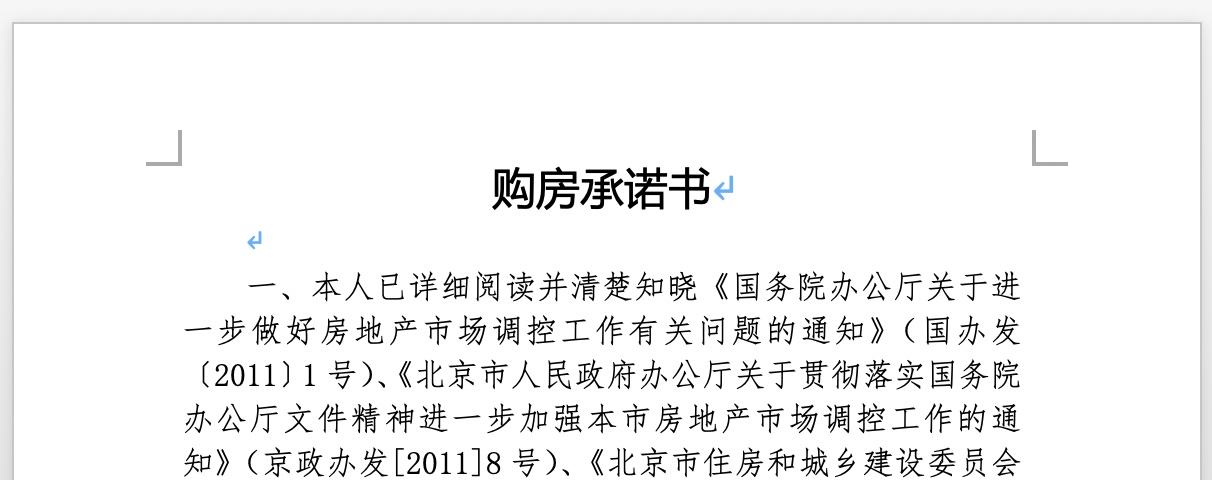 购房承诺书
一、本人已详细阅读并清楚知晓《国务院办公厅关于进
一步做好房地产市场调控工作有关问题的通知》（国办发
〔2011〕1 号）、《北京市人民政府办公厅关于贯彻落实国务院
办公厅文件精神进一步加强本市房地产市场调控工作的通
知》（京政办发[2011]8 号）、《北京市住房和城乡建设委员会